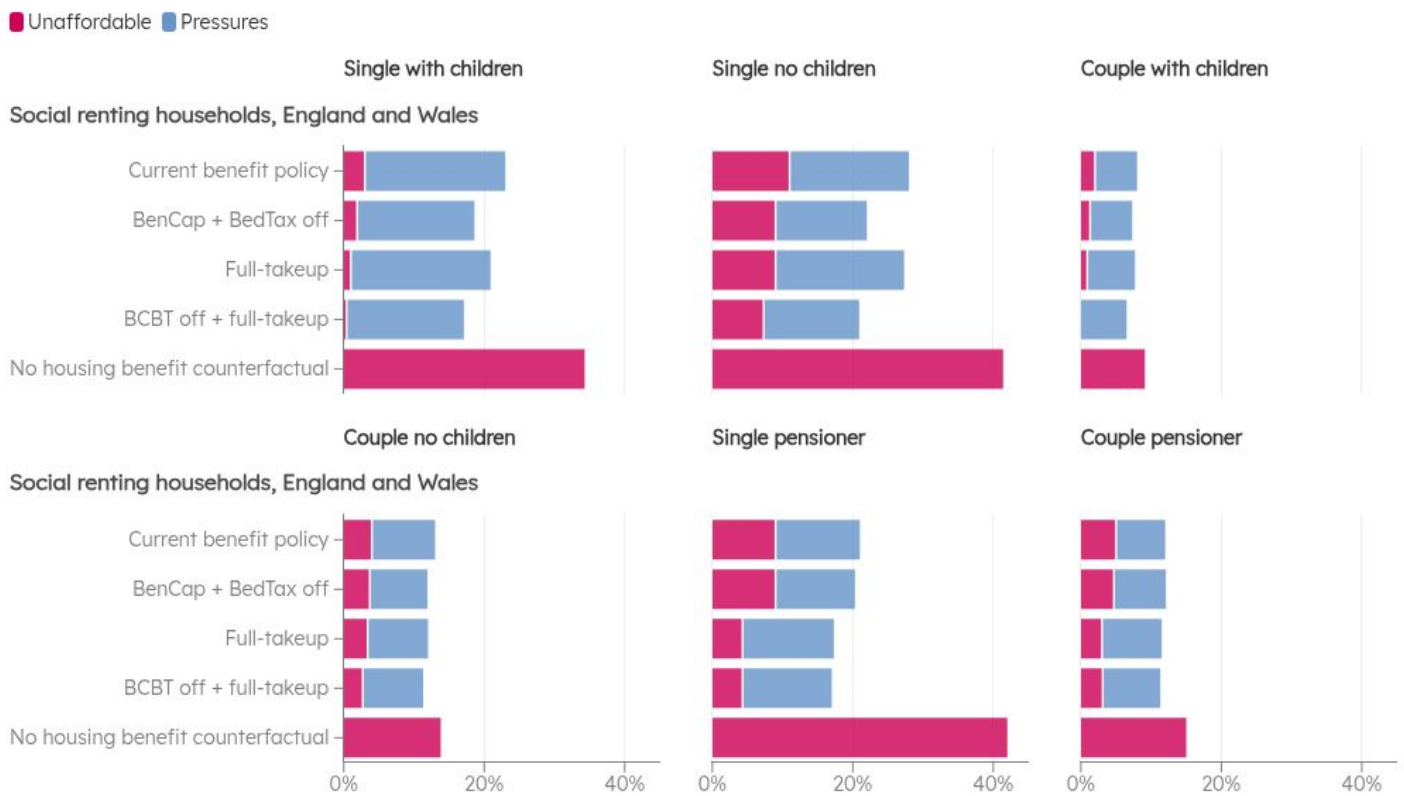 Unaffordable Pressures
Single with children Single no children Couple with children
Social renting households, England and Wales
Current benefit policy
BenCap + BedTax off
Full-takeup
BCBT off + full-takeup
No housing benefit counterfactual
Couple no children Single pensioner Couple pensioner
Social renting households, England and Wales
Current benefit policy
BenCap + BedTax off
Full-takeup
BCBT off + full-takeup
No housing benefit counterfactual
0% 20% 40% 0% 20% 40% 0% 20% 40%